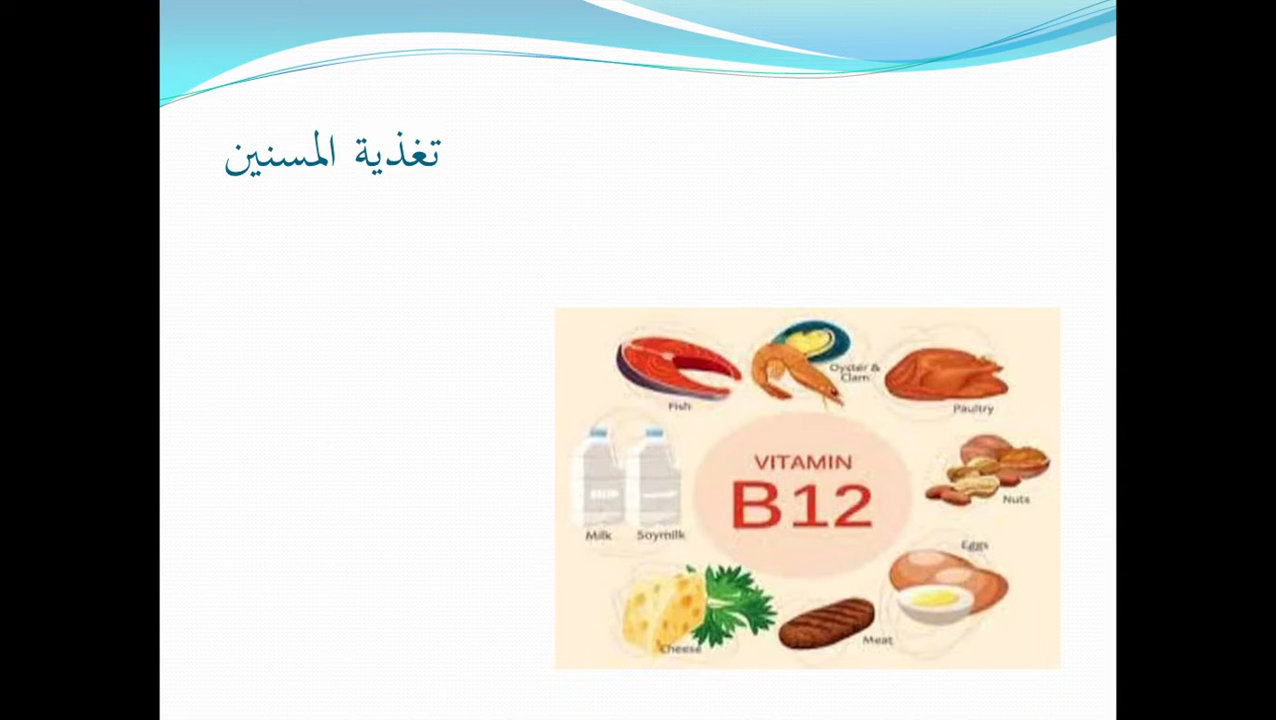 تغذية المسنين
Oyster &
Clam
Fish
Paultry
VITAMIN
B12
Nuts
Milk
Soymilk
Eggs
Meat
Cheese